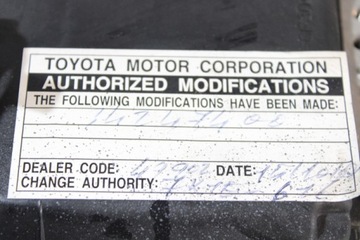 TOYOTA MOTOR CORPORATION
AUTHORIZED MODIFICATIONS
THE FOLLOWING MODIFICATIONS HAVE BEEN MADE:
DEALER CODE: DATE:
CHANGE AUTHORITY: